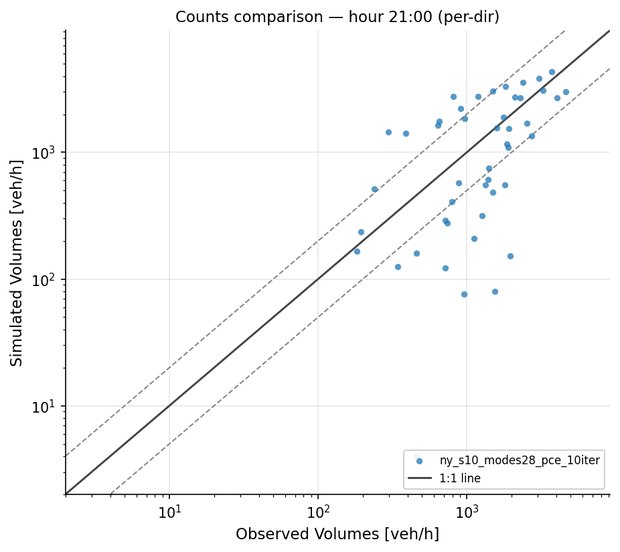 Counts comparison — hour 21:00 (per-dir)
Simulated Volumes [veh/h]
10³
10²
10¹
10¹ 10² 10³
Observed Volumes [veh/h]
ny_s10_modes28_pce_10iter
1:1 line